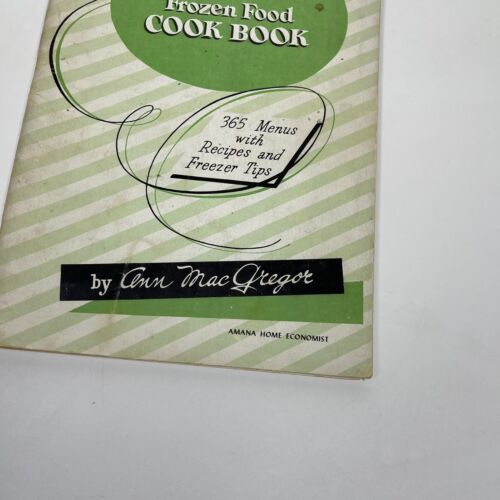 Frozen Food
COOK BOOK
365 Menus
with
Recipes and
Freezer Tips
by Ann MacGregor
AMANA HOME ECONOMIST